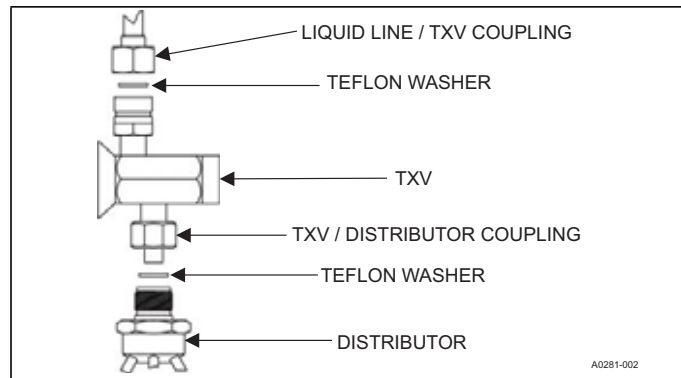 LIQUID LINE / TXV COUPLING
TEFLON WASHER
TXV
TXV / DISTRIBUTOR COUPLING
TEFLON WASHER
DISTRIBUTOR
A0281-002